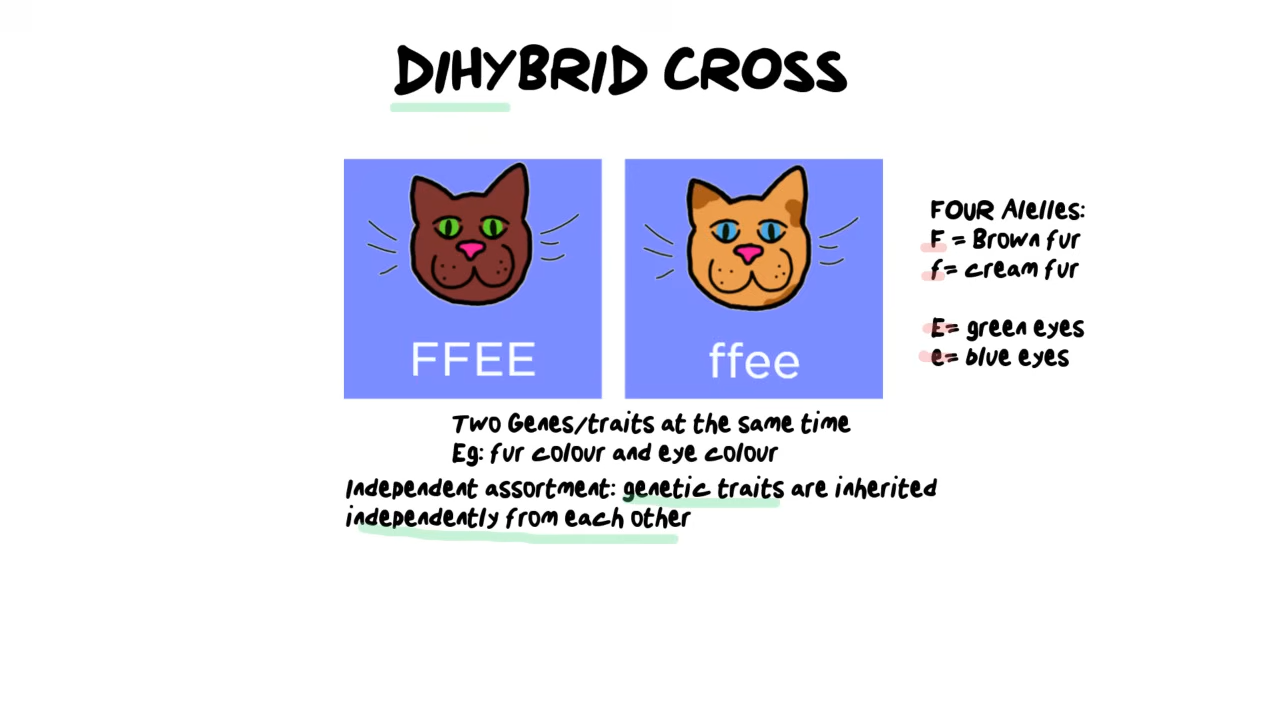 DIHYBRID CROSS
FFEE
ffee
FOUR Alelles:
F = Brown fur
f = cream fur
E = green eyes
e = blue eyes
Two Genes/traits at the same time
Eg: fur colour and eye colour
Independent assortment: genetic traits are inherited
independently from each other